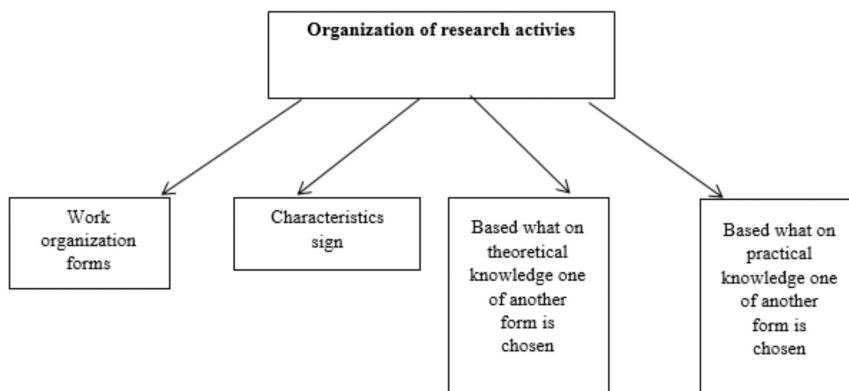 Organization of research activies
Work
organization
forms
Characteristics
sign
Based what on
theoretical
knowledge one
of another
form is
chosen
Based what on
practical
knowledge one
of another
form is
chosen